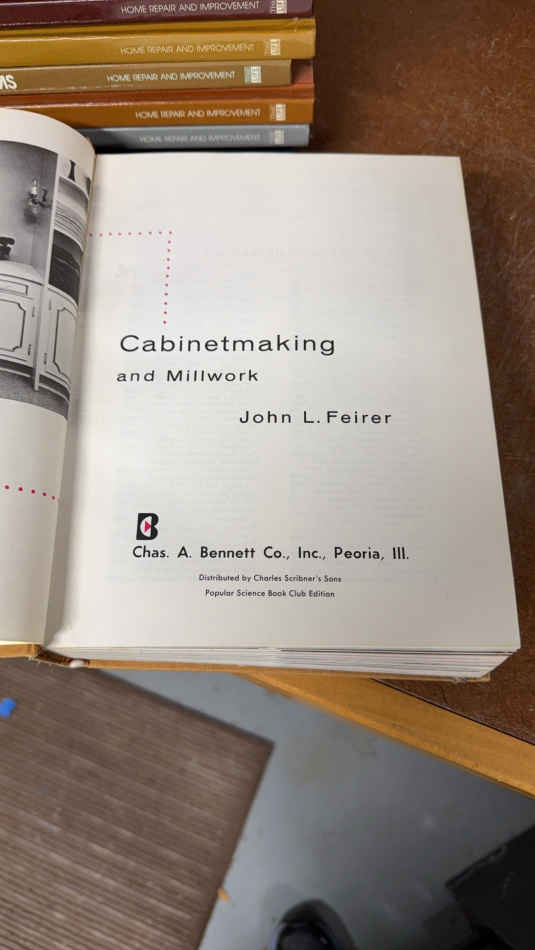 HOME REPAIR AND IMPROVEMENT
HOME REPAIR AND IMPROVEMENT
MS
HOME REPAIR AND IMPROVEMENT
HOME REPAIR AND IMPROVEMENT
HOME REPAIR AND IMPROVEMENT
Cabinetmaking
and Millwork
John L. Feirer
B
Chas. A. Bennett Co., Inc., Peoria, Ill.
Distributed by Charles Scribner's Sons
Popular Science Book Club Edition